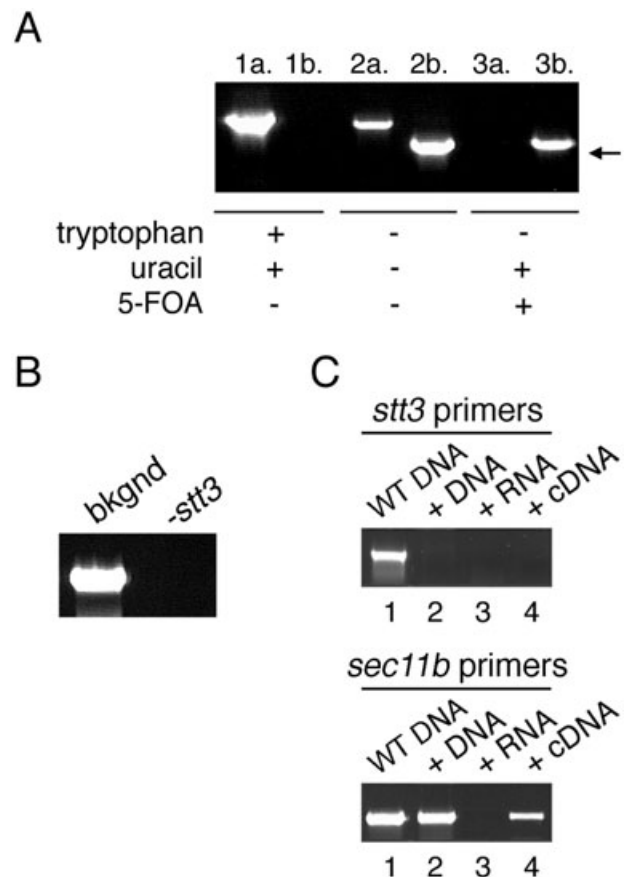 A
1a. 1b. 2a. 2b. 3a. 3b.
tryptophan + - -
uracil + - +
5-FOA - - +
B
bkgnd -stt3
C
stt3 primers
WT DNA + DNA + RNA + cDNA
1 2 3 4
sec11b primers
WT DNA + DNA + RNA + cDNA
1 2 3 4